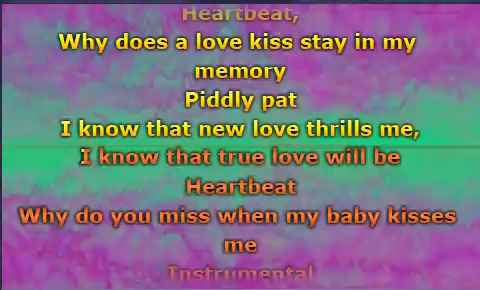 Heartbeat,
Why does a love kiss stay in my
memory
Piddly pat
I know that new love thrills me,
I know that true love will be
Heartbeat
Why do you miss when my baby kisses
me
Instrumental